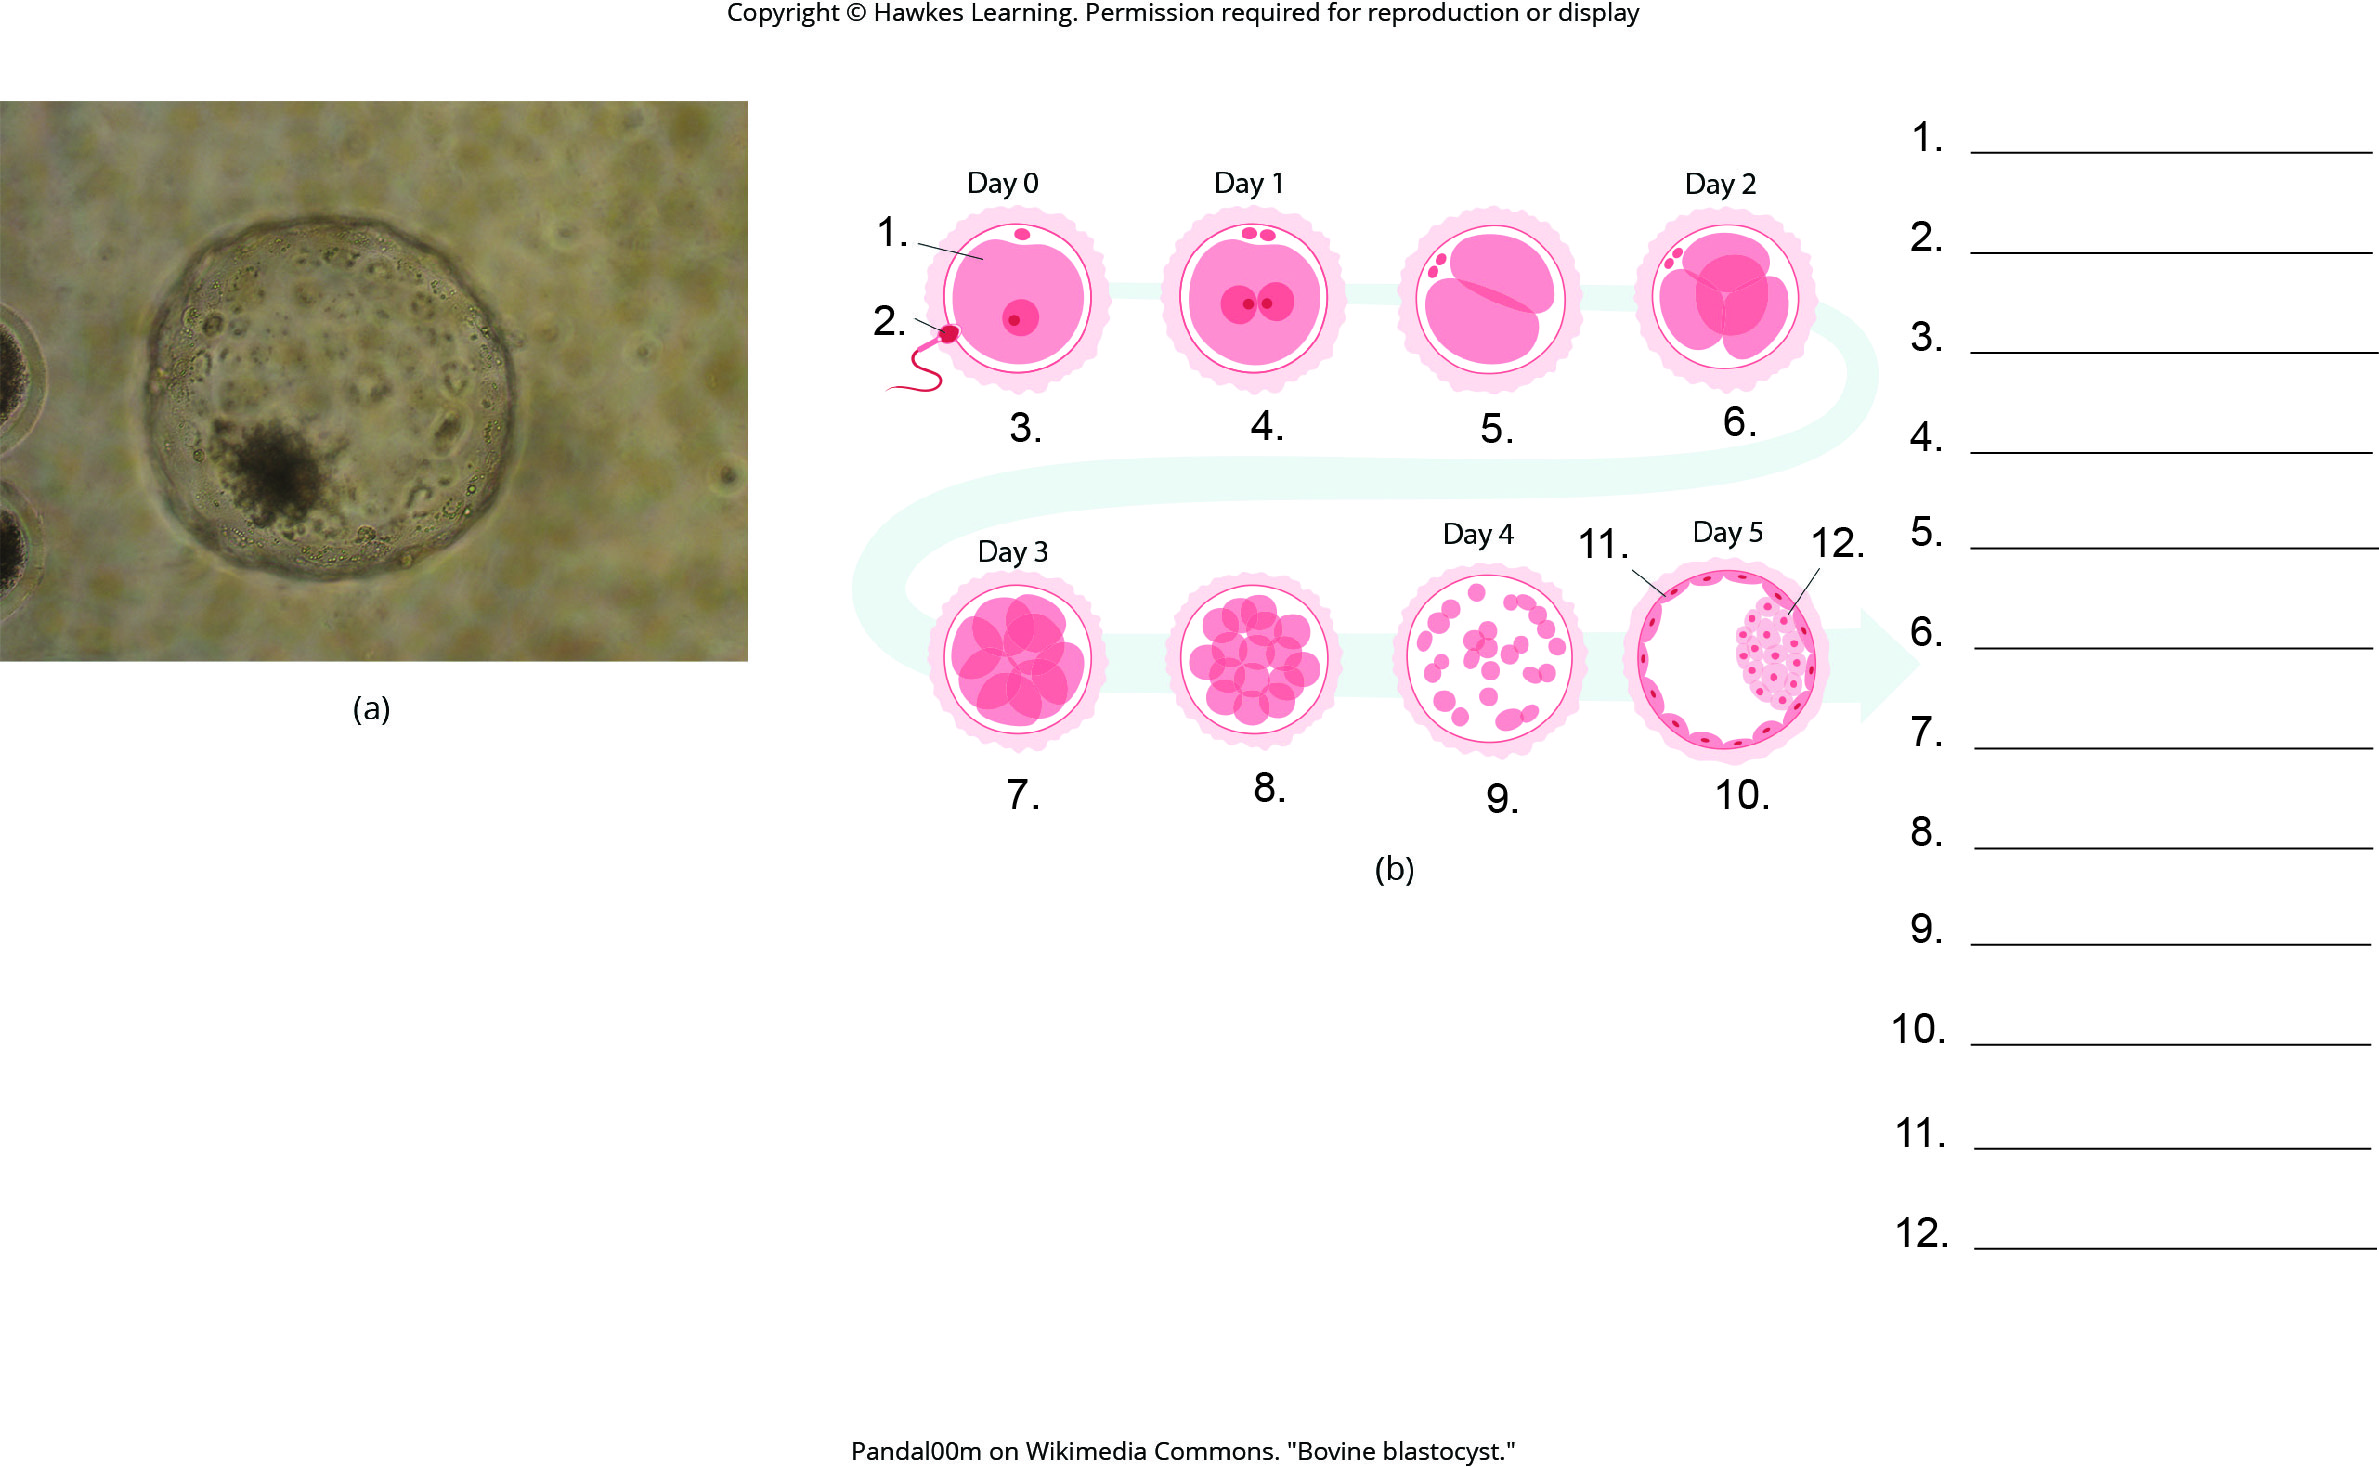 Copyright © Hawkes Learning. Permission required for reproduction or display
Day 0
Day 1
Day 2
1.
2.
3.
4.
5.
6.
Day 3
Day 4
Day 5
11.
12.
7.
8.
9.
10.
(a)
(b)
1.
2.
3.
4.
5.
6.
7.
8.
9.
10.
11.
12.
Pandal00m on Wikimedia Commons. "Bovine blastocyst."